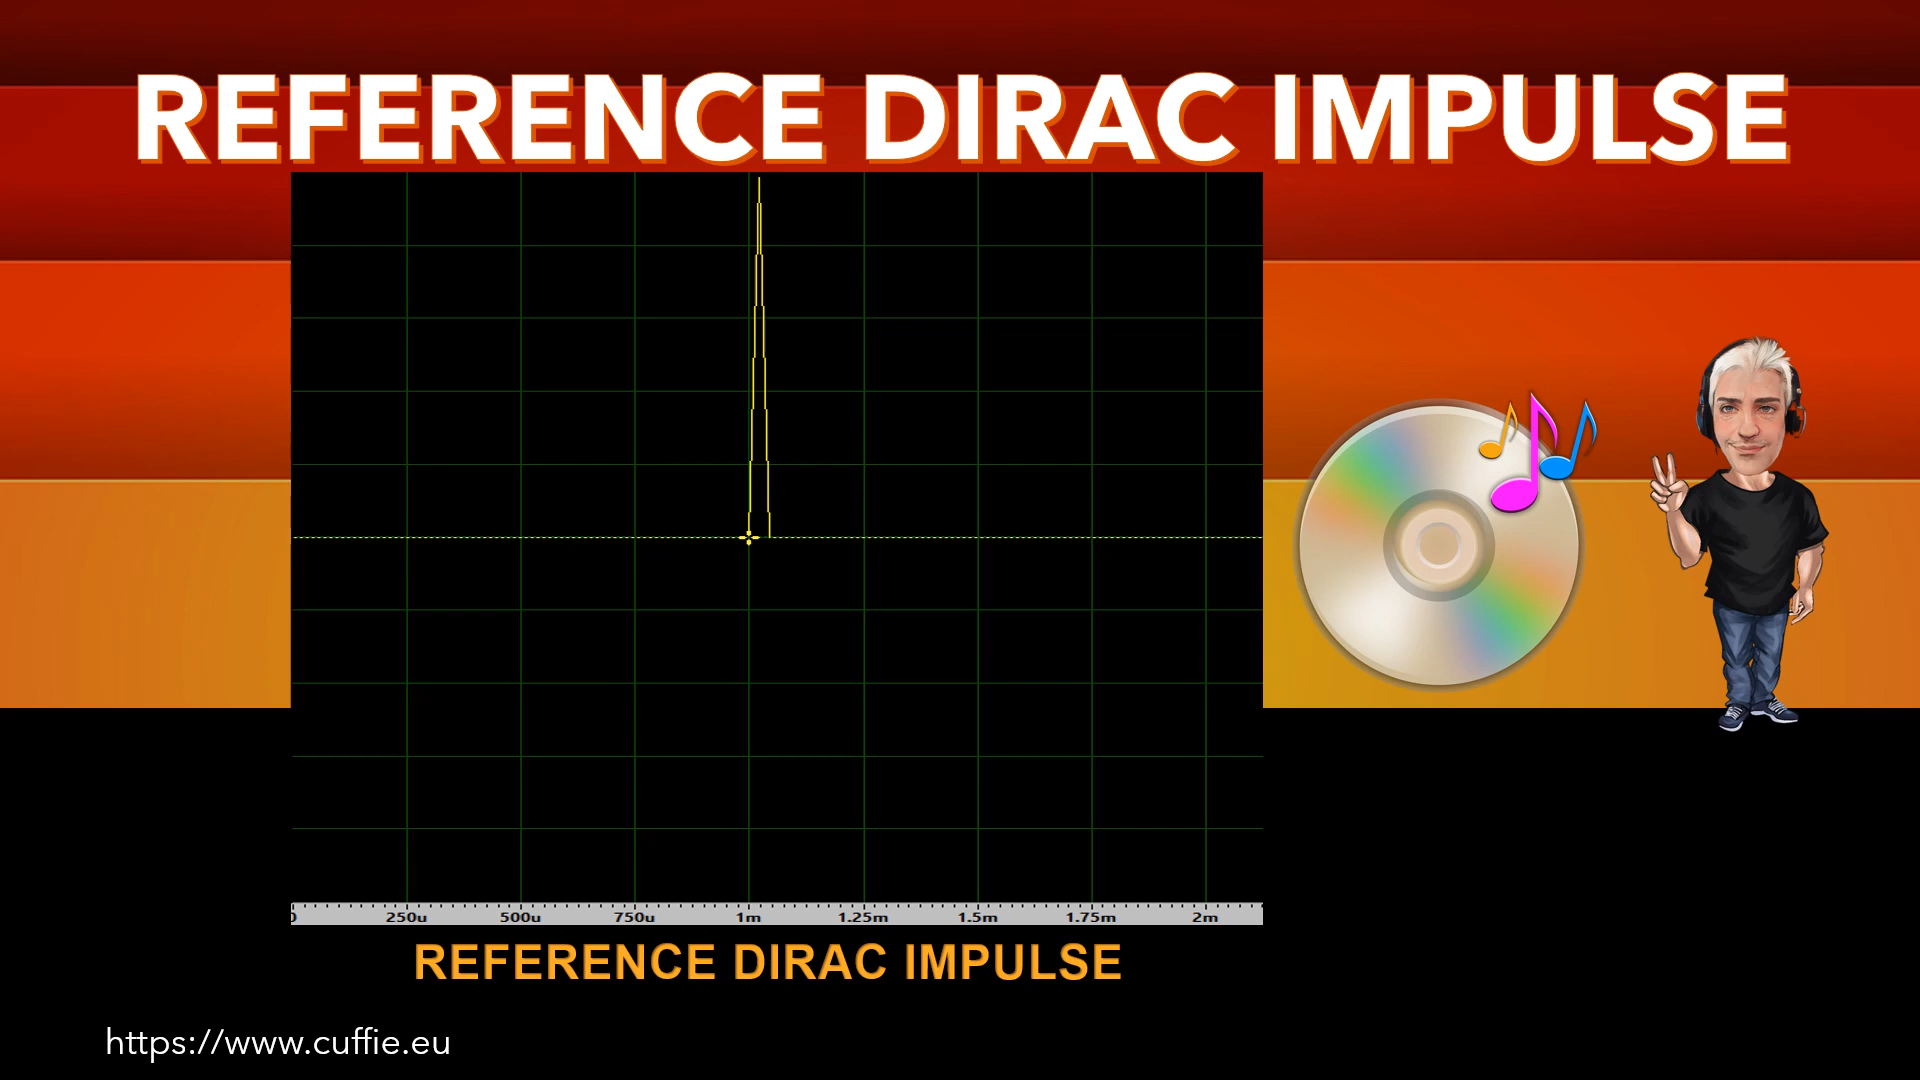 REFERENCE DIRAC IMPULSE
0 250u 500u 750u 1m 1.25m 1.5m 1.75m 2m
REFERENCE DIRAC IMPULSE
https://www.cuffie.eu